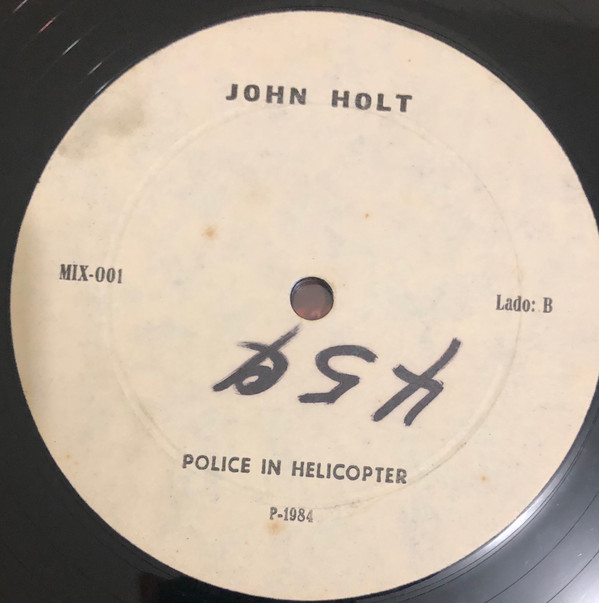 JOHN HOLT
MIX-001
Lado: B
POLICE IN HELICOPTER
P-1984